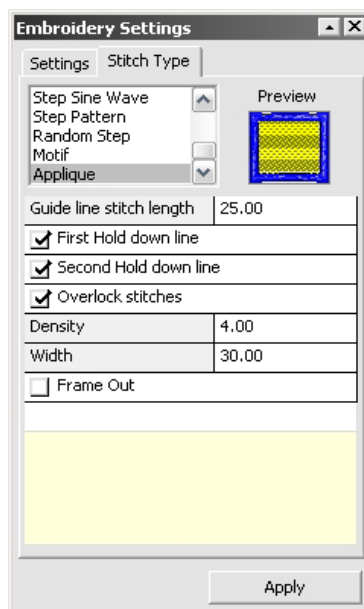 Embroidery Settings
Settings Stitch Type
Step Sine Wave
Step Pattern
Random Step
Motif
Applique
Preview
Guide line stitch length 25.00
First Hold down line
Second Hold down line
Overlock stitches
Density 4.00
Width 30.00
Frame Out
Apply